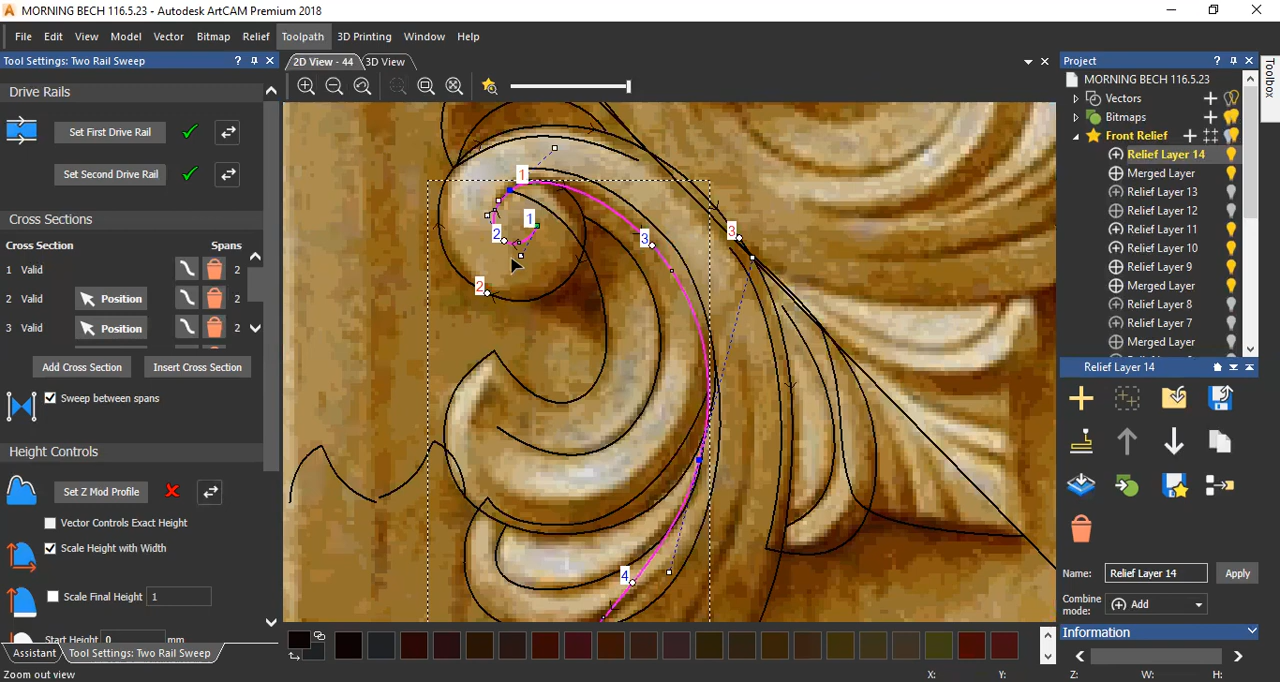 MORNING BECH 116.5.23 - Autodesk ArtCAM Premium 2018
File Edit View Model Vector Bitmap Relief Toolpath 3D Printing Window Help
Tool Settings: Two Rail Sweep ?
2D View - 44 3D View
Project ?
Toolbox
Drive Rails
Set First Drive Rail
Set Second Drive Rail
Cross Sections
Cross Section Spans
1 Valid 2
2 Valid Position 2
3 Valid Position 2
Add Cross Section Insert Cross Section
Sweep between spans
Height Controls
Set Z Mod Profile
Vector Controls Exact Height
Scale Height with Width
Scale Final Height 1
Start Height 0 mm
Assistant Tool Settings: Two Rail Sweep
Zoom out view
1
1
2
3
3
2
4
MORNING BECH 116.5.23
Vectors
Bitmaps
Front Relief
Relief Layer 14
Merged Layer
Relief Layer 13
Relief Layer 12
Relief Layer 11
Relief Layer 10
Relief Layer 9
Merged Layer
Relief Layer 8
Relief Layer 7
Merged Layer
Relief Layer 14
Name: Relief Layer 14 Apply
Combine mode: Add
Information
X: Y: Z: W: H: